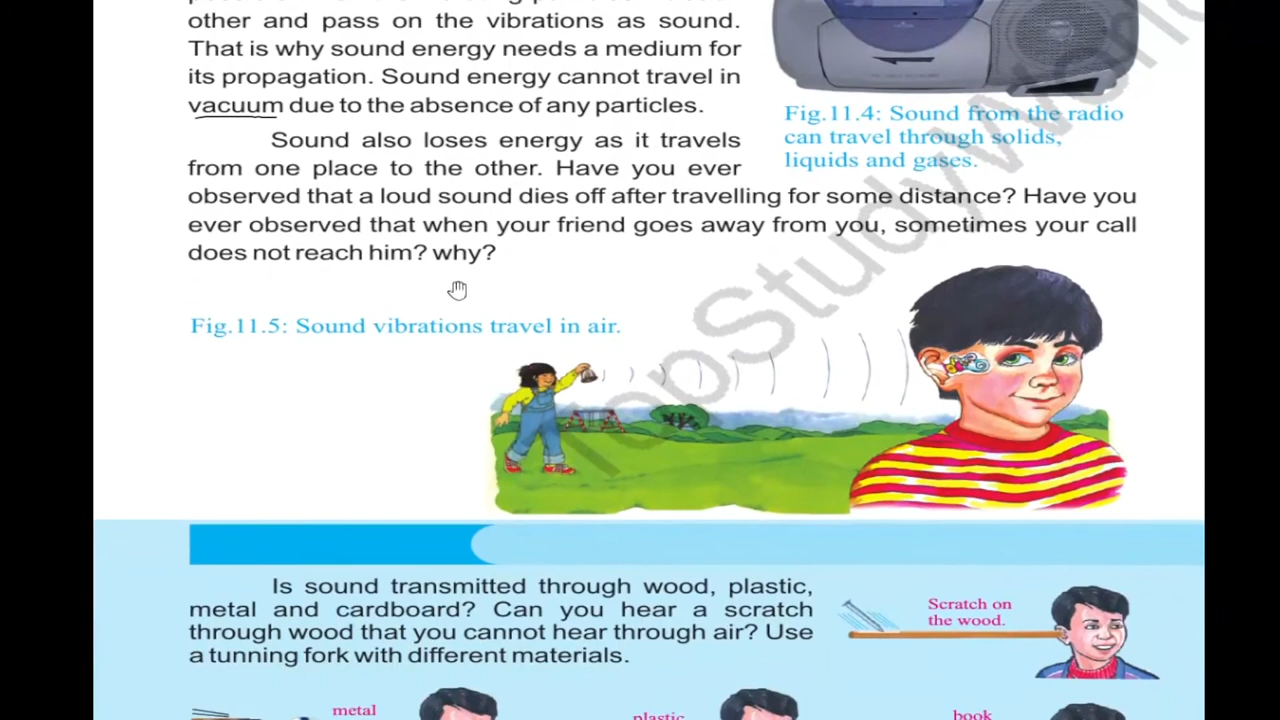 other and pass on the vibrations as sound.
That is why sound energy needs a medium for
its propagation. Sound energy cannot travel in
vacuum due to the absence of any particles.
Fig.11.4: Sound from the radio
can travel through solids,
liquids and gases.
Sound also loses energy as it travels
from one place to the other. Have you ever
observed that a loud sound dies off after travelling for some distance? Have you
ever observed that when your friend goes away from you, sometimes your call
does not reach him? why?
Fig.11.5: Sound vibrations travel in air.
Is sound transmitted through wood, plastic,
metal and cardboard? Can you hear a scratch
through wood that you cannot hear through air? Use
a tunning fork with different materials.
Scratch on
the wood.
metal
plastic
book